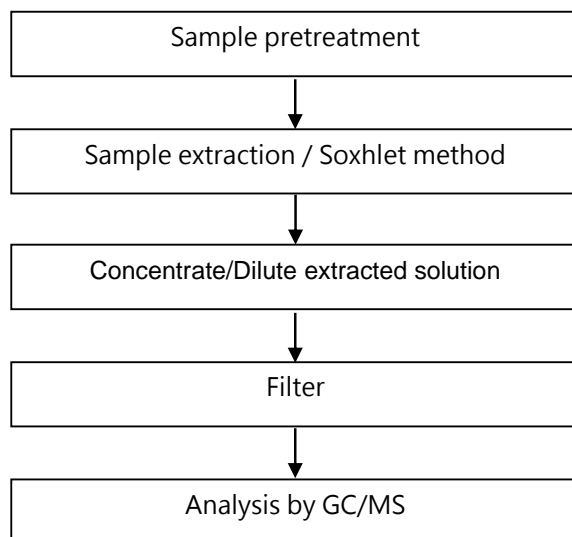 Sample pretreatment
Sample extraction / Soxhlet method
Concentrate/Dilute extracted solution
Filter
Analysis by GC/MS